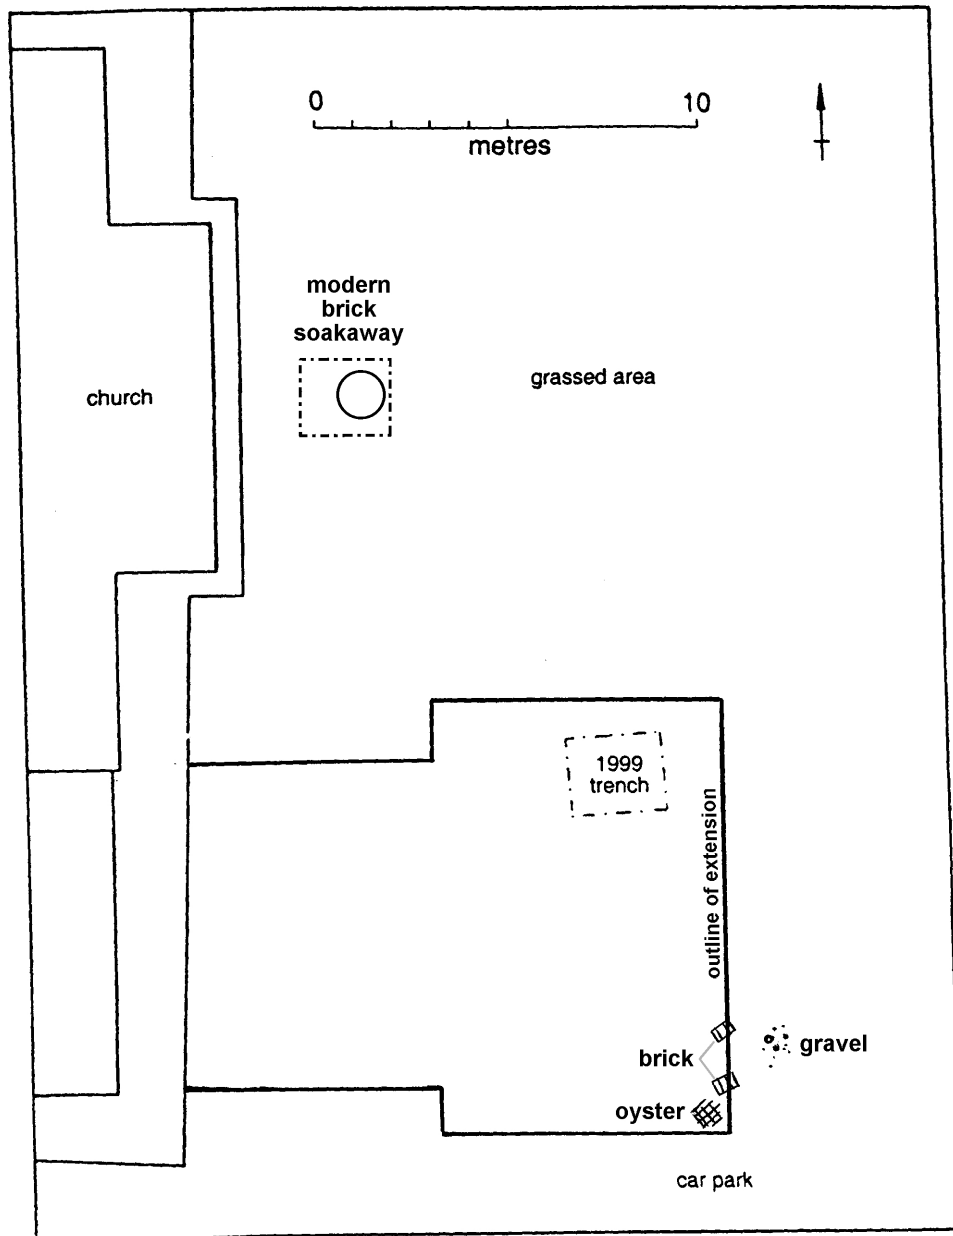 0 10
metres
modern
brick
soakaway
grassed area
church
1999
trench
outline of extension
brick
gravel
oyster
car park